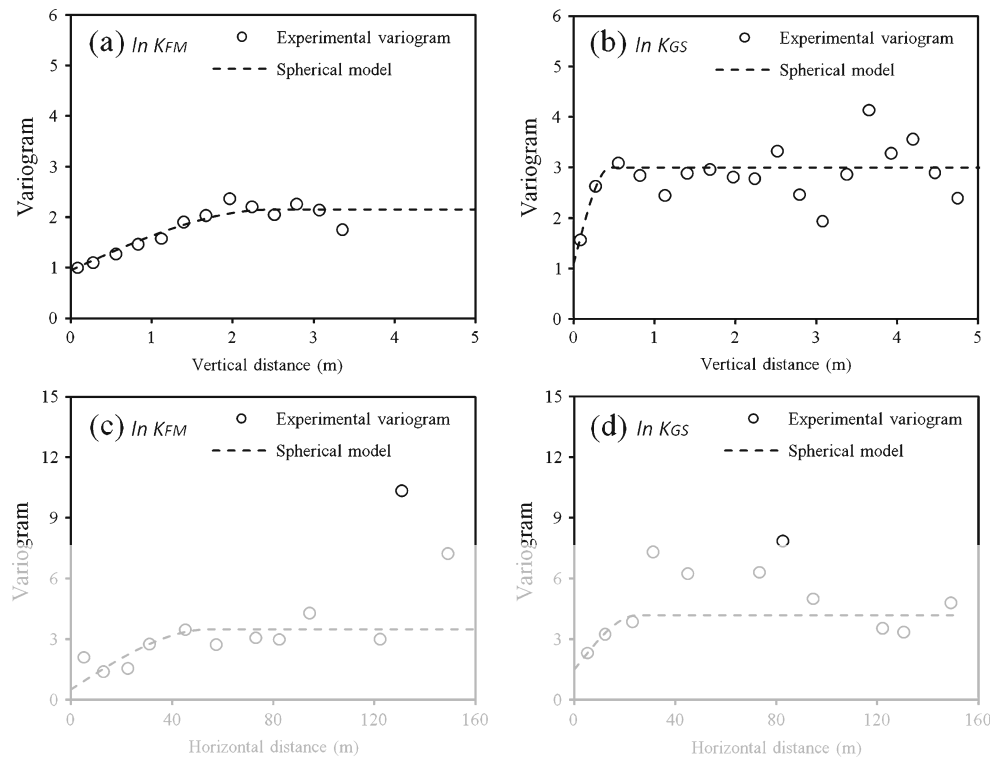 6
5
4
3
2
1
0
Variogram
(a) ln KFM
Experimental variogram
Spherical model
0 1 2 3 4 5
Vertical distance (m)
6
5
4
3
2
1
0
(b) ln KGS
Experimental variogram
Spherical model
0 1 2 3 4 5
Vertical distance (m)
15
12
9
6
3
0
Variogram
(c) ln KFM
Experimental variogram
Spherical model
0 40 80 120 160
Horizontal distance (m)
15
12
9
6
3
0
Variogram
(d) ln KGS
Experimental variogram
Spherical model
0 40 80 120 160
Horizontal distance (m)